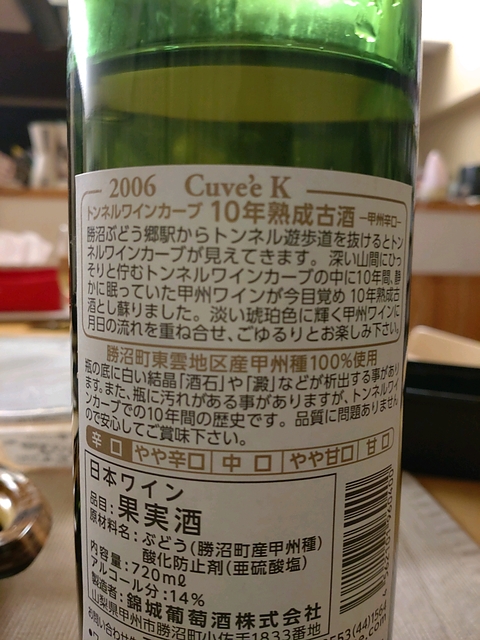 2006 Cuve'e K
トンネルワインカーブ 10年熟成古酒 ー甲州辛口ー
勝沼ぶどう郷駅からトンネル遊歩道を抜けるとトン
ネルワインカーブが見えてきます。深い山間にひっ
そりと佇むトンネルワインカーブの中に10年間、静
かに眠っていた甲州ワインが今目覚め 10年熟成古
酒とし蘇りました。淡い琥珀色に輝く甲州ワインに
月日の流れを重ね合せ、ごゆるりとお楽しみ下さい。
勝沼町東雲地区産甲州種100%使用
瓶の底に白い結晶「酒石」や「澱」などが析出する事があり
ます。また、瓶に汚れがある事がありますが、トンネルワイ
ンカーブでの10年間の歴史です。品質に問題ありません
ので安心してご賞味下さい。
辛口 やや辛口 中口 やや甘口 甘口
日本ワイン
品目:果実酒
原材料名:ぶどう(勝沼町産甲州種)
酸化防止剤(亜硫酸塩)
内容量:720mℓ
アルコール分:14%
製造者:錦城葡萄酒株式会社
山梨県甲州市勝沼町小佐手1833番地
お問い合わせ
(44)1564